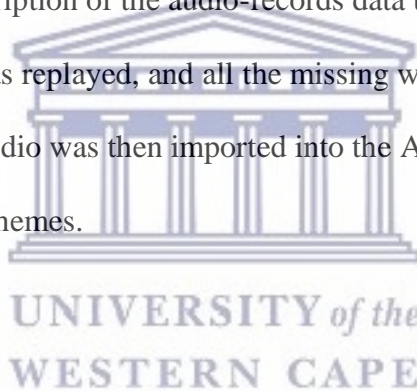 ription of the audio-records data
s replayed, and all the missing w
dio was then imported into the A
hemes.
UNIVERSITY of the
WESTERN CAPE